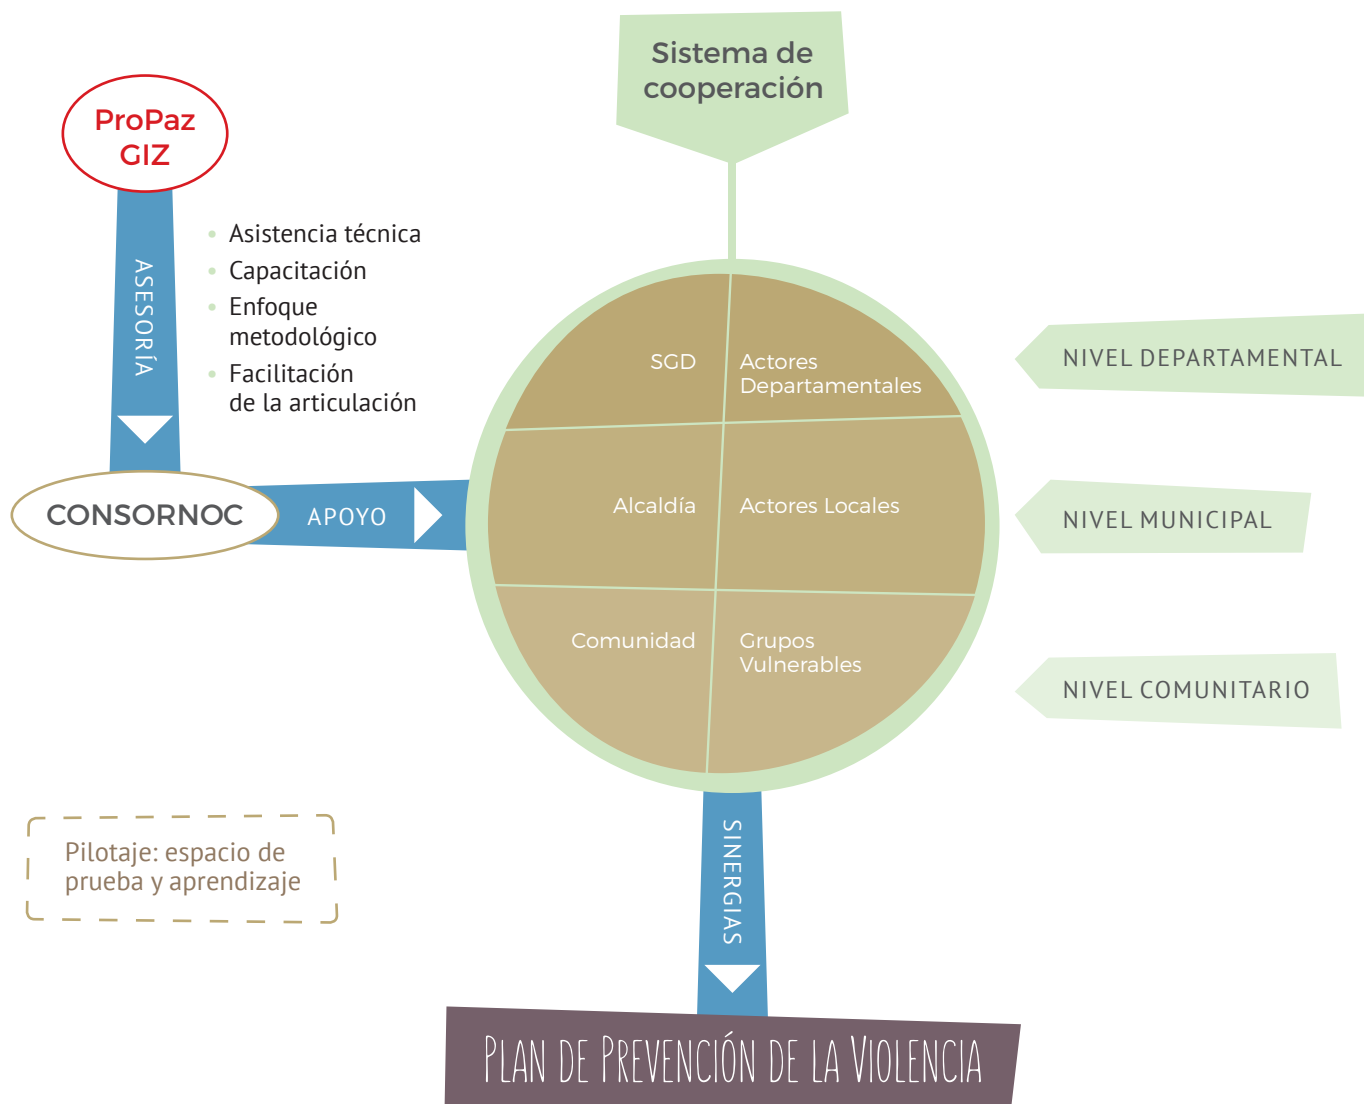 Sistema de
cooperación
ProPaz
GIZ
ASESORÍA
• Asistencia técnica
• Capacitación
• Enfoque
metodológico
• Facilitación
de la articulación
CONSORNOC
APOYO
SGD
Actores
Departamentales
Alcaldía
Actores Locales
Comunidad
Grupos
Vulnerables
NIVEL DEPARTAMENTAL
NIVEL MUNICIPAL
NIVEL COMUNITARIO
Pilotaje: espacio de
prueba y aprendizaje
SINERGIAS
PLAN DE PREVENCIÓN DE LA VIOLENCIA